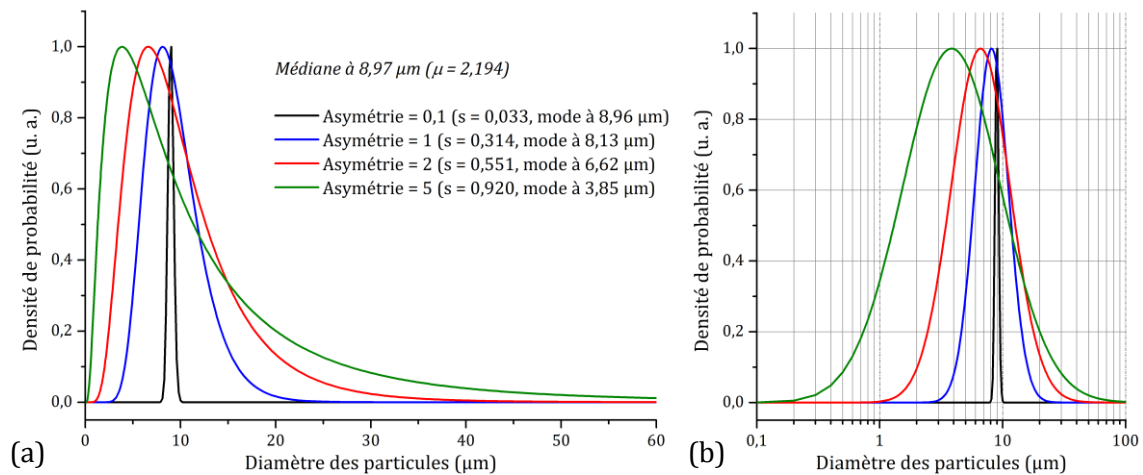 1,0
0,8
0,6
0,4
0,2
0,0
Densité de probabilité (u. a.)
Médiane à 8,97 µm (µ = 2,194)
Asymétrie = 0,1 (s = 0,033, mode à 8,96 µm)
Asymétrie = 1 (s = 0,314, mode à 8,13 µm)
Asymétrie = 2 (s = 0,551, mode à 6,62 µm)
Asymétrie = 5 (s = 0,920, mode à 3,85 µm)
0 10 20 30 40 50 60
Diamètre des particules (µm)
(a)
1,0
0,8
0,6
0,4
0,2
0,0
Densité de probabilité (u. a.)
0,1 1 10 100
Diamètre des particules (µm)
(b)